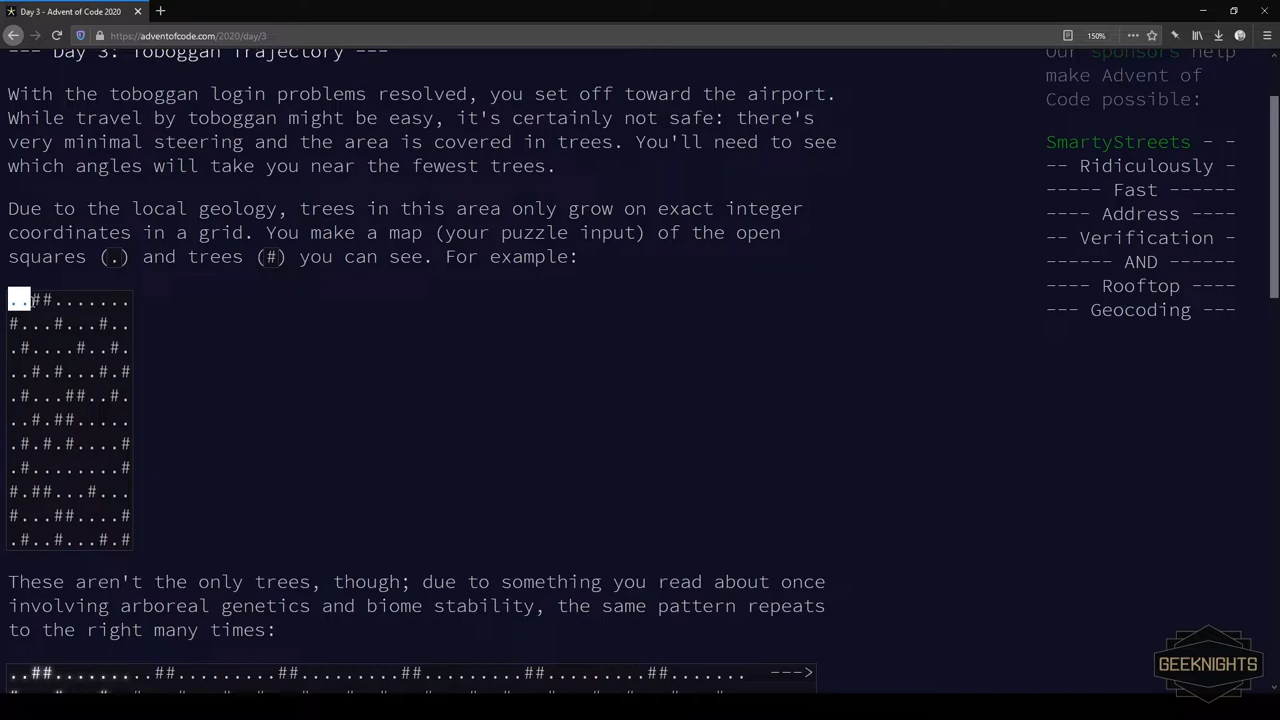 Day 3 - Advent of Code 2020
https://adventofcode.com/2020/day/3
150%
--- Day 3: Toboggan Trajectory ---
With the toboggan login problems resolved, you set off toward the airport.
While travel by toboggan might be easy, it's certainly not safe: there's
very minimal steering and the area is covered in trees. You'll need to see
which angles will take you near the fewest trees.
Due to the local geology, trees in this area only grow on exact integer
coordinates in a grid. You make a map (your puzzle input) of the open
squares (.) and trees (#) you can see. For example:
..##.......
#...#...#..
.#....#..#.
..#.#...#.#
.#...##..#.
..#.##.....
.#.#.#....#
.#........#
#.##...#...
#...##....#
.#..#...#.#
These aren't the only trees, though; due to something you read about once
involving arboreal genetics and biome stability, the same pattern repeats
to the right many times:
..##.........##.........##.........##.........##.........##....... --->
Our sponsors help
make Advent of
Code possible:
SmartyStreets - -
-- Ridiculously -
----- Fast ------
---- Address ----
-- Verification -
------ AND ------
---- Rooftop ----
--- Geocoding ---
GEEKNIGHTS